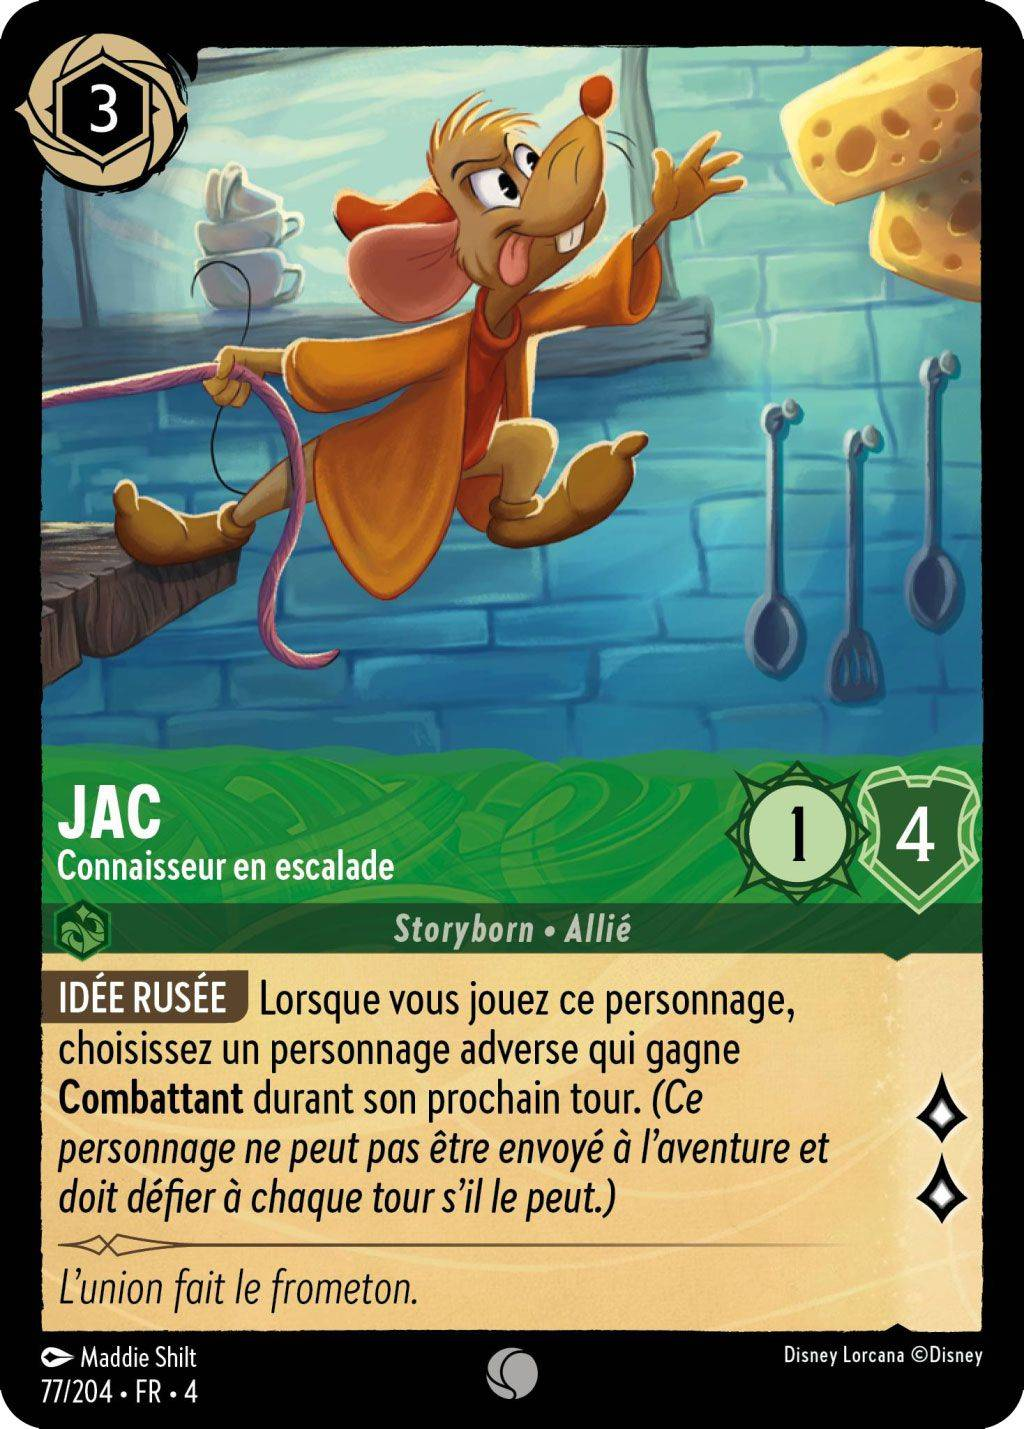 3
JAC
Connaisseur en escalade
1
4
Storyborn • Allié
IDÉE RUSÉE Lorsque vous jouez ce personnage,
choisissez un personnage adverse qui gagne
Combattant durant son prochain tour. (Ce
personnage ne peut pas être envoyé à l'aventure et
doit défier à chaque tour s'il le peut.)
L'union fait le frometon.
Maddie Shilt
Disney Lorcana ©Disney
77/204 • FR • 4